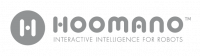 HOOMANO™
INTERACTIVE INTELLIGENCE FOR ROBOTS